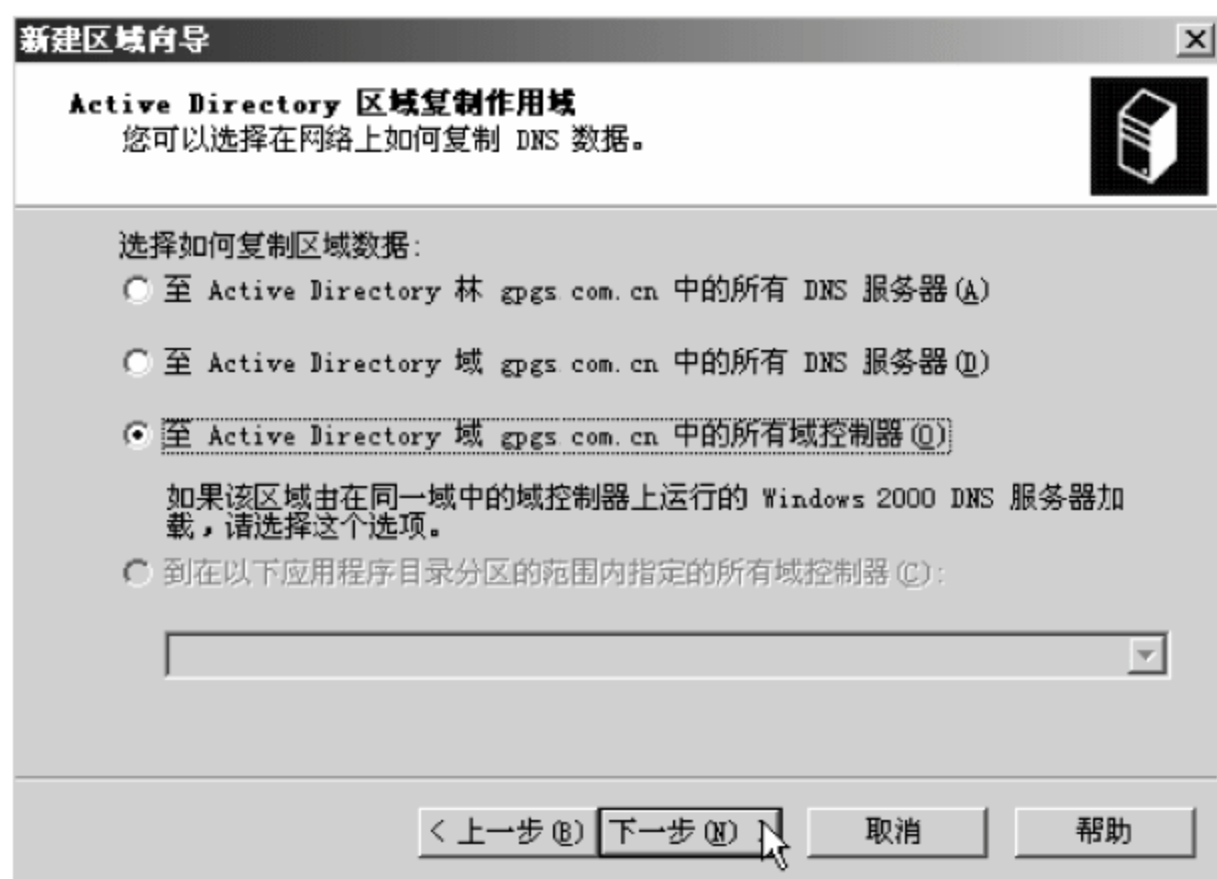 新建区域向导
Active Directory 区域复制作用域
您可以选择在网络上如何复制 DNS 数据。
选择如何复制区域数据:
至 Active Directory 林 gpgs.com.cn 中的所有 DNS 服务器(A)
至 Active Directory 域 gpgs.com.cn 中的所有 DNS 服务器(D)
至 Active Directory 域 gpgs.com.cn 中的所有域控制器(O)
如果该区域由在同一域中的域控制器上运行的 Windows 2000 DNS 服务器加
载，请选择这个选项。
到在以下应用程序目录分区的范围内指定的所有域控制器(C):
< 上一步(B) 下一步(N) > 取消 帮助